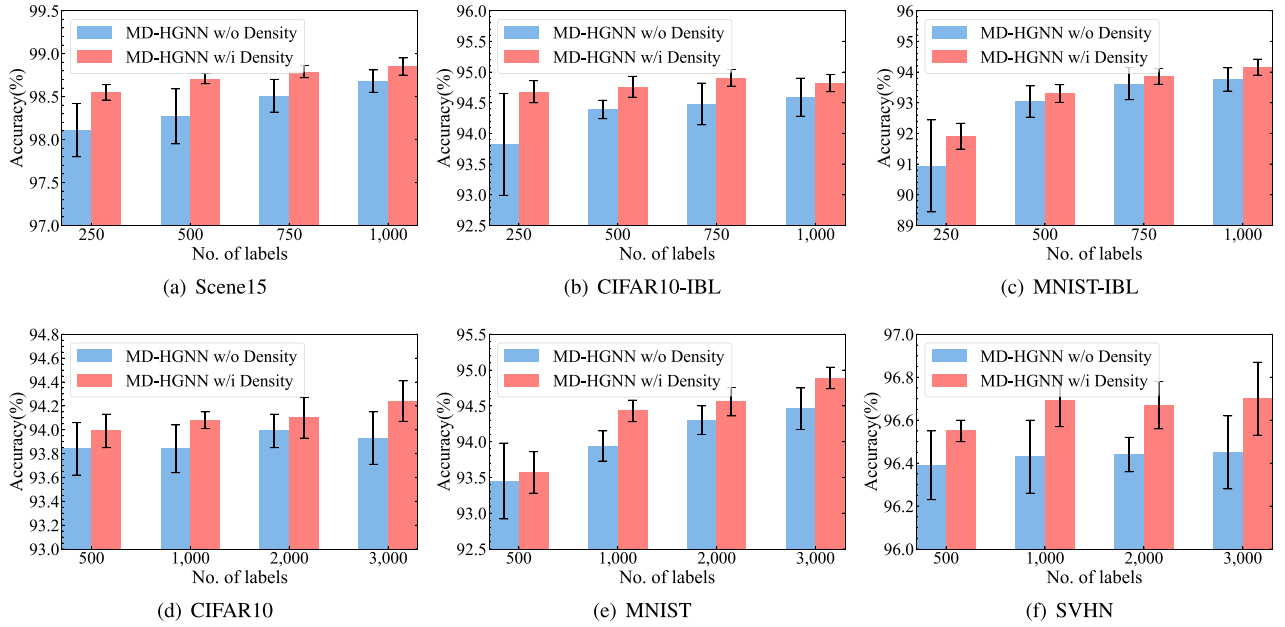 99.5
99.0
98.5
98.0
97.5
97.0
Accuracy(%)
MD-HGNN w/o Density
MD-HGNN w/i Density
250 500 750 1,000
No. of labels
(a) Scene15
96.0
95.5
95.0
94.5
94.0
93.5
93.0
92.5
Accuracy(%)
MD-HGNN w/o Density
MD-HGNN w/i Density
250 500 750 1,000
No. of labels
(b) CIFAR10-IBL
96
95
94
93
92
91
90
89
Accuracy(%)
MD-HGNN w/o Density
MD-HGNN w/i Density
250 500 750 1,000
No. of labels
(c) MNIST-IBL
94.8
94.6
94.4
94.2
94.0
93.8
93.6
93.4
93.2
93.0
Accuracy(%)
MD-HGNN w/o Density
MD-HGNN w/i Density
500 1,000 2,000 3,000
No. of labels
(d) CIFAR10
95.5
95.0
94.5
94.0
93.5
93.0
92.5
Accuracy(%)
MD-HGNN w/o Density
MD-HGNN w/i Density
500 1,000 2,000 3,000
No. of labels
(e) MNIST
97.0
96.8
96.6
96.4
96.2
96.0
Accuracy(%)
MD-HGNN w/o Density
MD-HGNN w/i Density
500 1,000 2,000 3,000
No. of labels
(f) SVHN